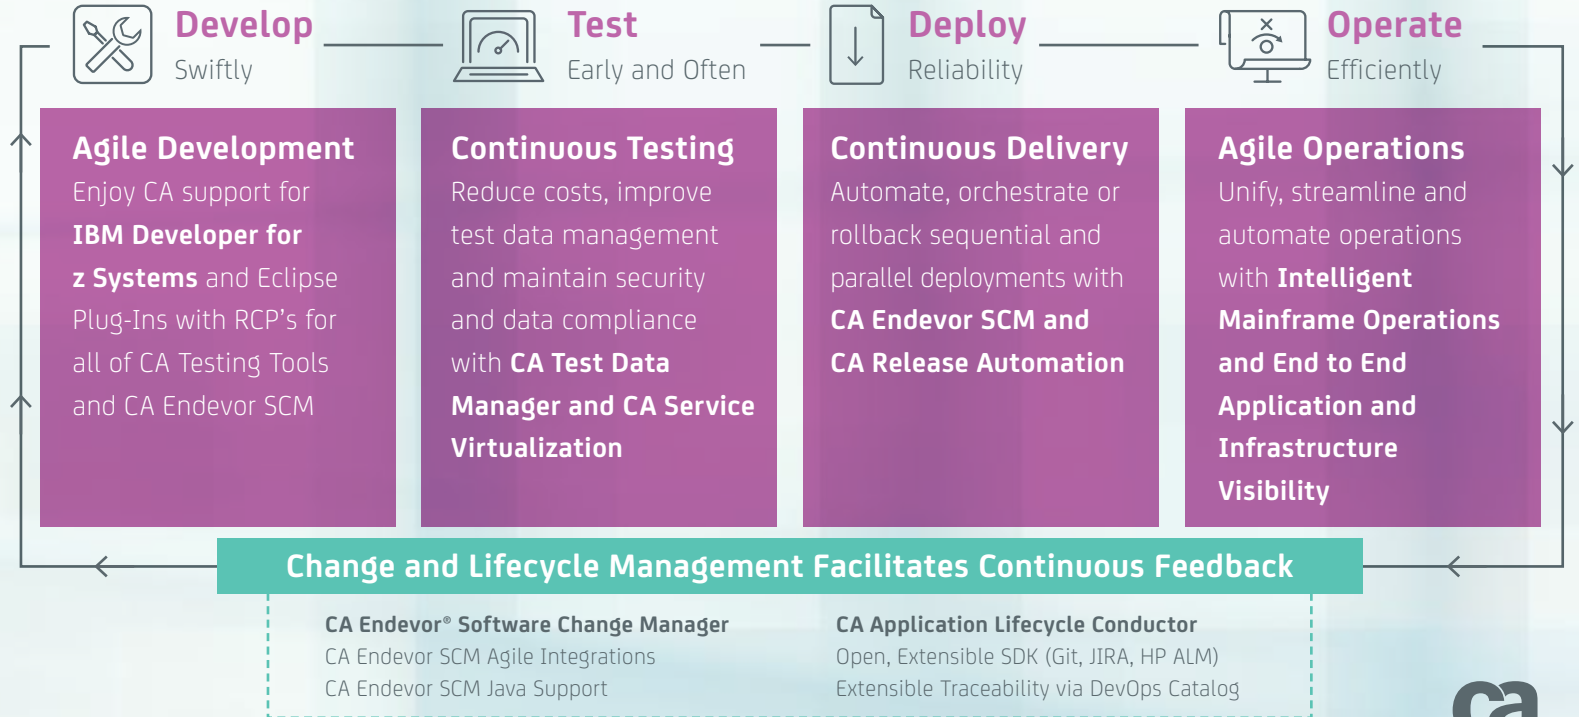 Develop
Swiftly
Test
Early and Often
Deploy
Reliability
Operate
Efficiently
Agile Development
Enjoy CA support for
IBM Developer for
z Systems and Eclipse
Plug-Ins with RCP's for
all of CA Testing Tools
and CA Endevor SCM
Continuous Testing
Reduce costs, improve
test data management
and maintain security
and data compliance
with CA Test Data
Manager and CA Service
Virtualization
Continuous Delivery
Automate, orchestrate or
rollback sequential and
parallel deployments with
CA Endevor SCM and
CA Release Automation
Agile Operations
Unify, streamline and
automate operations
with Intelligent
Mainframe Operations
and End to End
Application and
Infrastructure
Visibility
Change and Lifecycle Management Facilitates Continuous Feedback
CA Endevor® Software Change Manager
CA Endevor SCM Agile Integrations
CA Endevor SCM Java Support
CA Application Lifecycle Conductor
Open, Extensible SDK (Git, JIRA, HP ALM)
Extensible Traceability via DevOps Catalog
ca